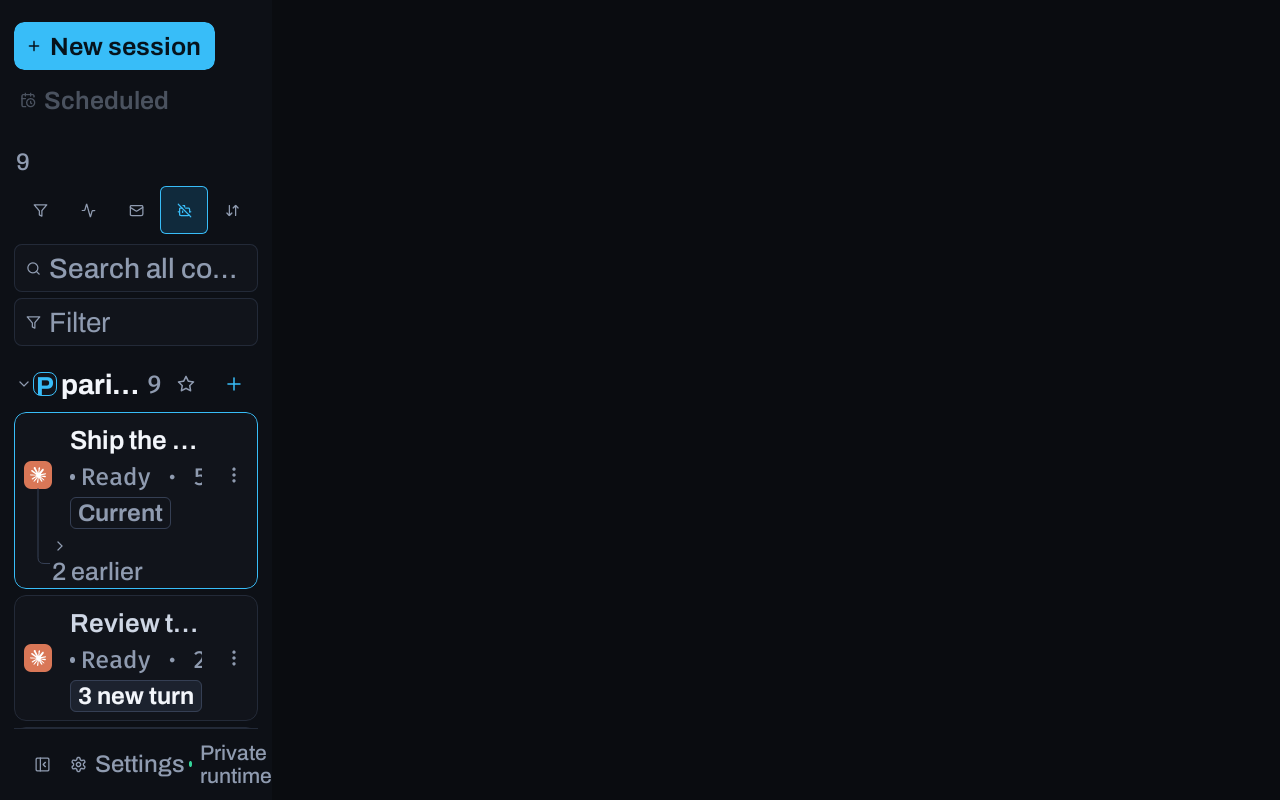 + New session
Scheduled
9
Search all co...
Filter
P pari... 9
Ship the ...
• Ready • 5
Current
2 earlier
Review t...
• Ready • 2
3 new turn
Settings
Private
runtime